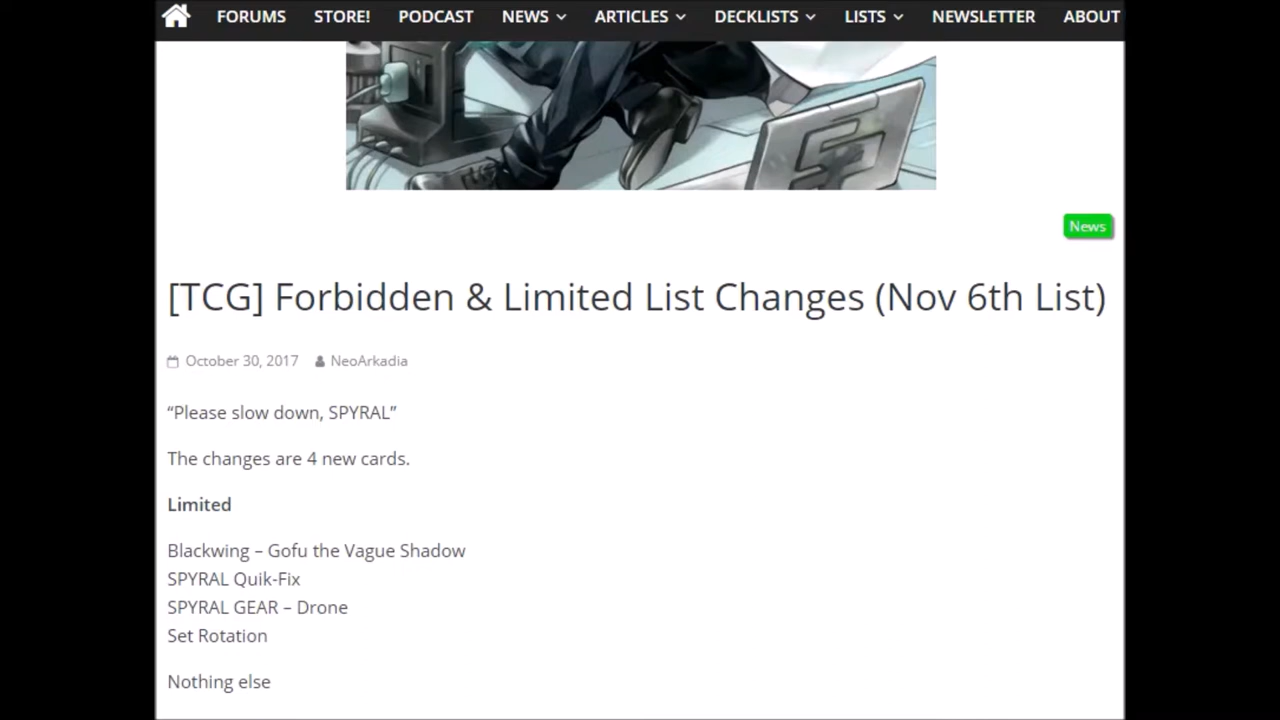 FORUMS STORE! PODCAST NEWS ARTICLES DECKLISTS LISTS NEWSLETTER ABOUT
News
[TCG] Forbidden & Limited List Changes (Nov 6th List)
October 30, 2017 NeoArkadia
“Please slow down, SPYRAL”
The changes are 4 new cards.
Limited
Blackwing – Gofu the Vague Shadow
SPYRAL Quik-Fix
SPYRAL GEAR – Drone
Set Rotation
Nothing else